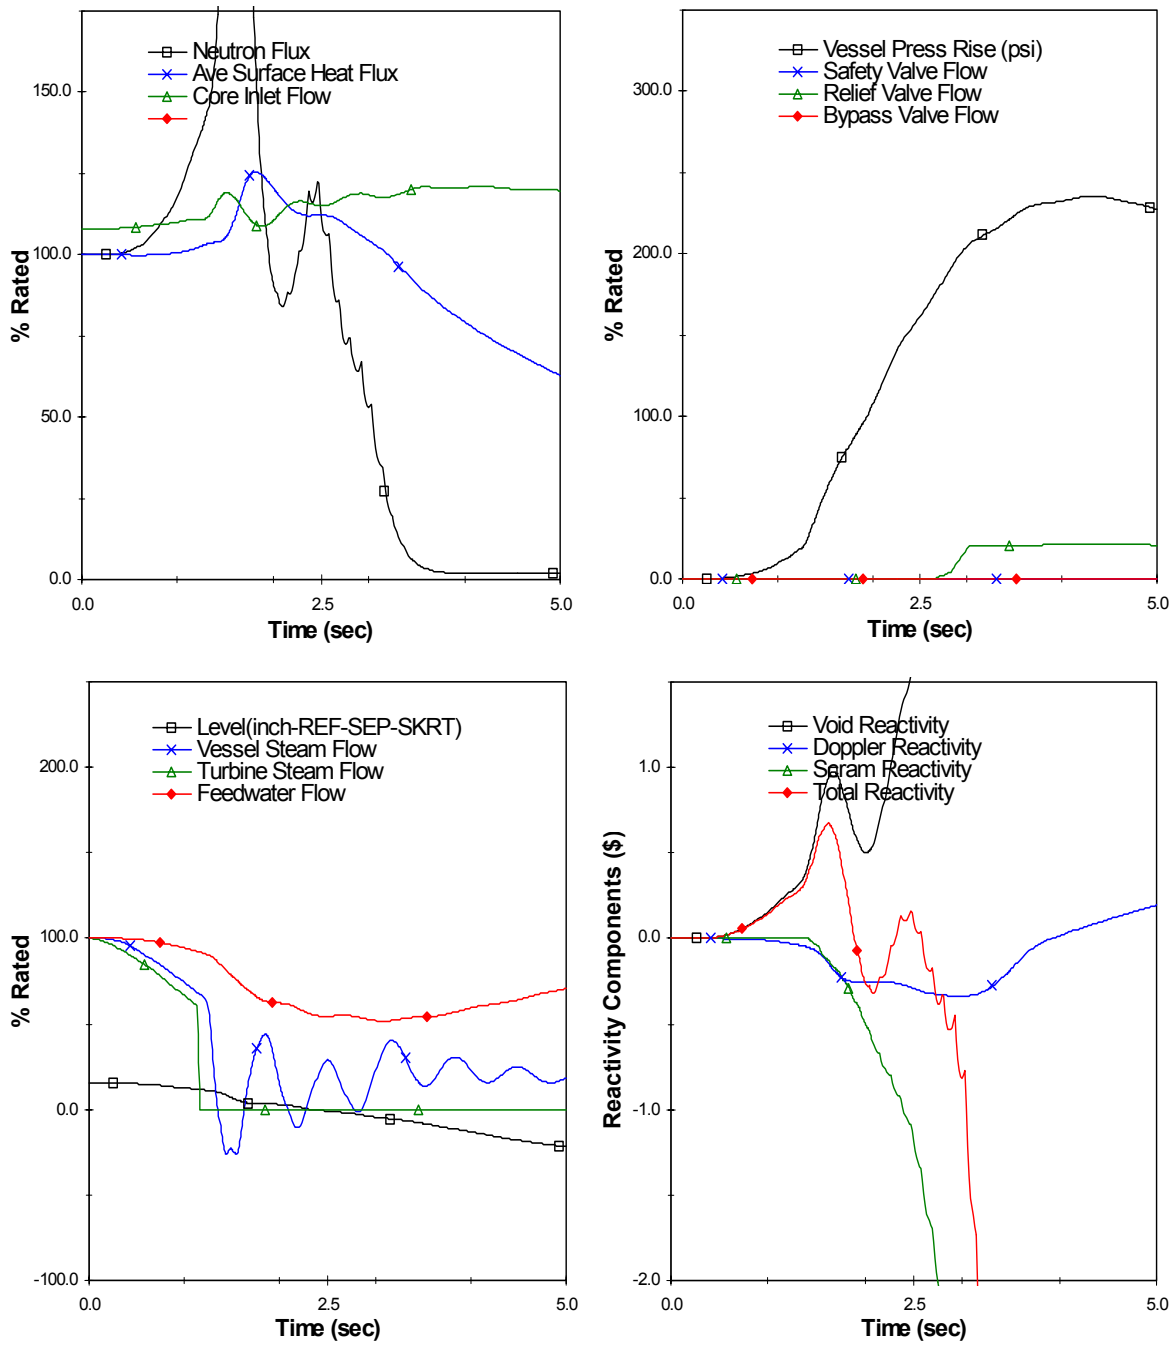 Neutron Flux
Ave Surface Heat Flux
Core Inlet Flow
150.0
100.0
50.0
0.0
% Rated
0.0
2.5
5.0
Time (sec)
Vessel Press Rise (psi)
Safety Valve Flow
Relief Valve Flow
Bypass Valve Flow
300.0
200.0
100.0
0.0
% Rated
0.0
2.5
5.0
Time (sec)
Level(inch-REF-SEP-SKRT)
Vessel Steam Flow
Turbine Steam Flow
Feedwater Flow
200.0
100.0
0.0
-100.0
% Rated
0.0
2.5
5.0
Time (sec)
Void Reactivity
Doppler Reactivity
Scram Reactivity
Total Reactivity
1.0
0.0
-1.0
-2.0
Reactivity Components ($)
0.0
2.5
5.0
Time (sec)